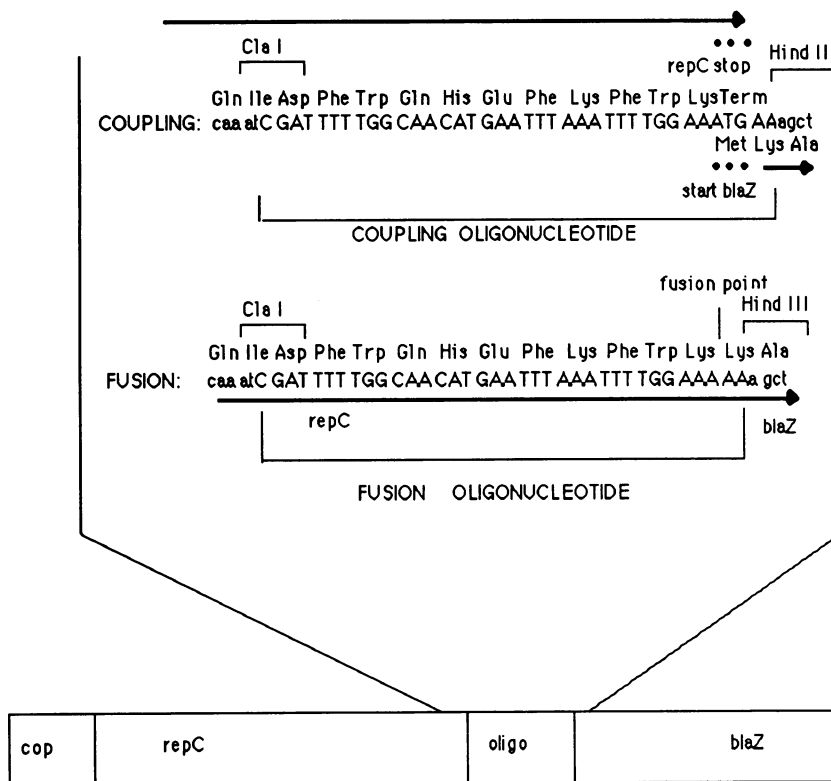 Cla I
repC stop
Hind II
Gln Ile Asp Phe Trp Gln His Glu Phe Lys Phe Trp Lys Term
COUPLING: caa atC GAT TTT TGG CAA CAT GAA TTT AAA TTT TGG AAA TGA Aagct
Met Lys Ala
start blaZ
COUPLING OLIGONUCLEOTIDE
fusion point
Cla I
Hind III
Gln Ile Asp Phe Trp Gln His Glu Phe Lys Phe Trp Lys Lys Ala
FUSION: caa atC GAT TTT TGG CAA CAT GAA TTT AAA TTT TGG AAA AAa gct
repC
blaZ
FUSION OLIGONUCLEOTIDE
cop
repC
oligo
blaZ